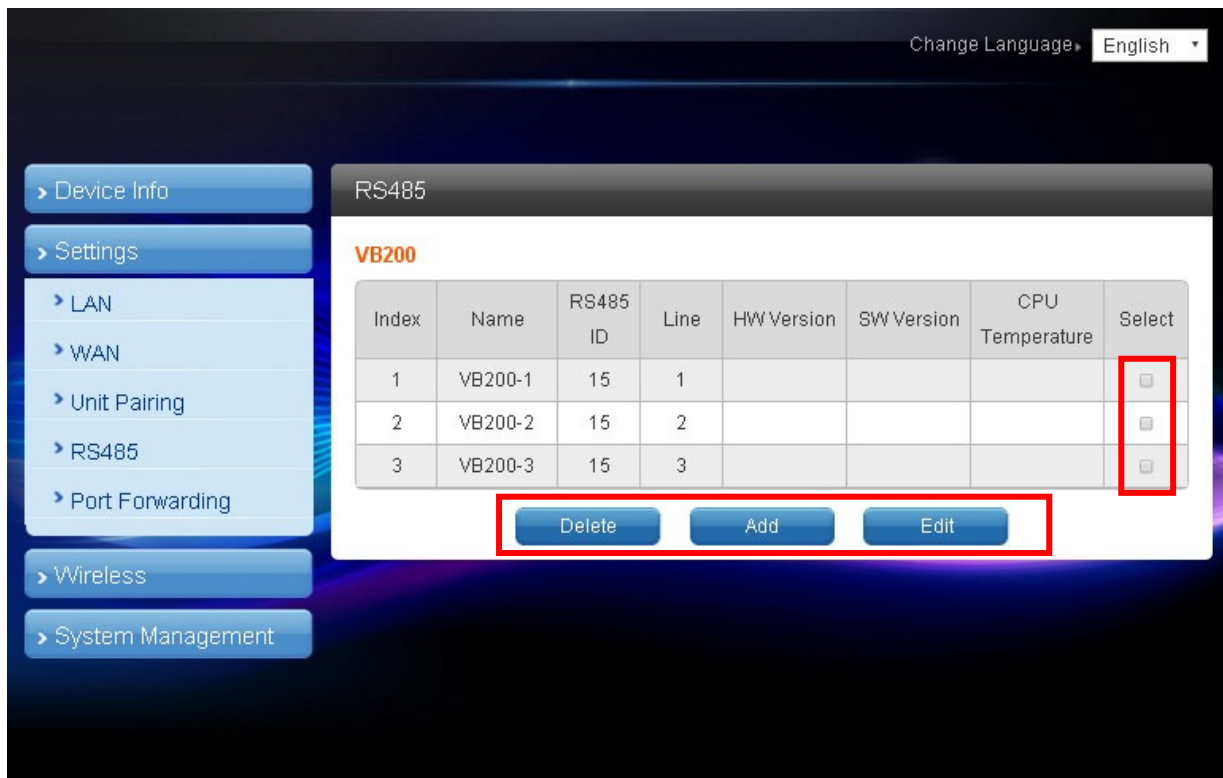 Change Language
English
Device Info
Settings
LAN
WAN
Unit Pairing
RS485
Port Forwarding
Wireless
System Management
RS485
VB200
Index Name RS485 ID Line HW Version SW Version CPU Temperature Select
1 VB200-1 15 1
2 VB200-2 15 2
3 VB200-3 15 3
Delete Add Edit